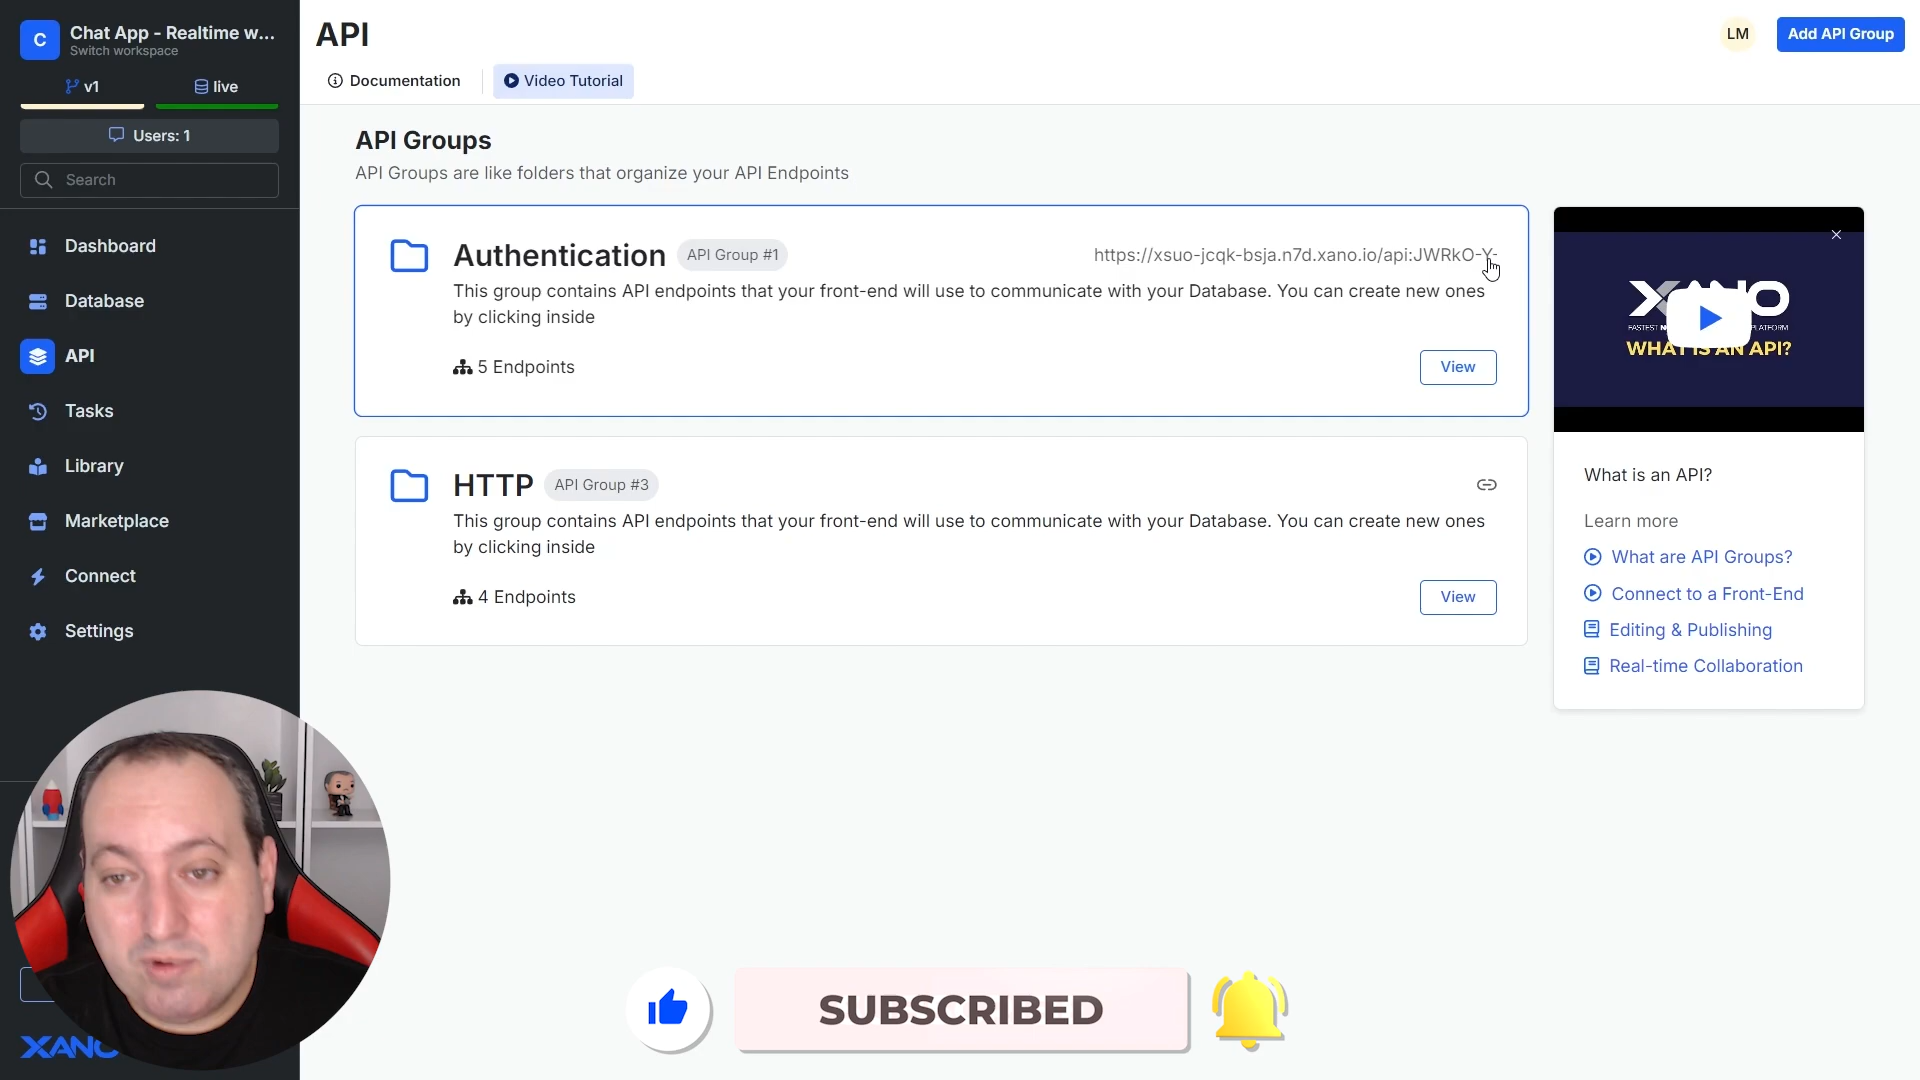 C
Chat App - Realtime w...
Switch workspace
v1
live
Users: 1
Search
Dashboard
Database
API
Tasks
Library
Marketplace
Connect
Settings
XANO
API
LM
Add API Group
Documentation
Video Tutorial
API Groups
API Groups are like folders that organize your API Endpoints
Authentication
API Group #1
https://xsuo-jcqk-bsja.n7d.xano.io/api:JWRkO-Y-
This group contains API endpoints that your front-end will use to communicate with your Database. You can create new ones
by clicking inside
5 Endpoints
View
HTTP
API Group #3
This group contains API endpoints that your front-end will use to communicate with your Database. You can create new ones
by clicking inside
4 Endpoints
View
WHAT IS AN API?
What is an API?
Learn more
What are API Groups?
Connect to a Front-End
Editing & Publishing
Real-time Collaboration
SUBSCRIBED